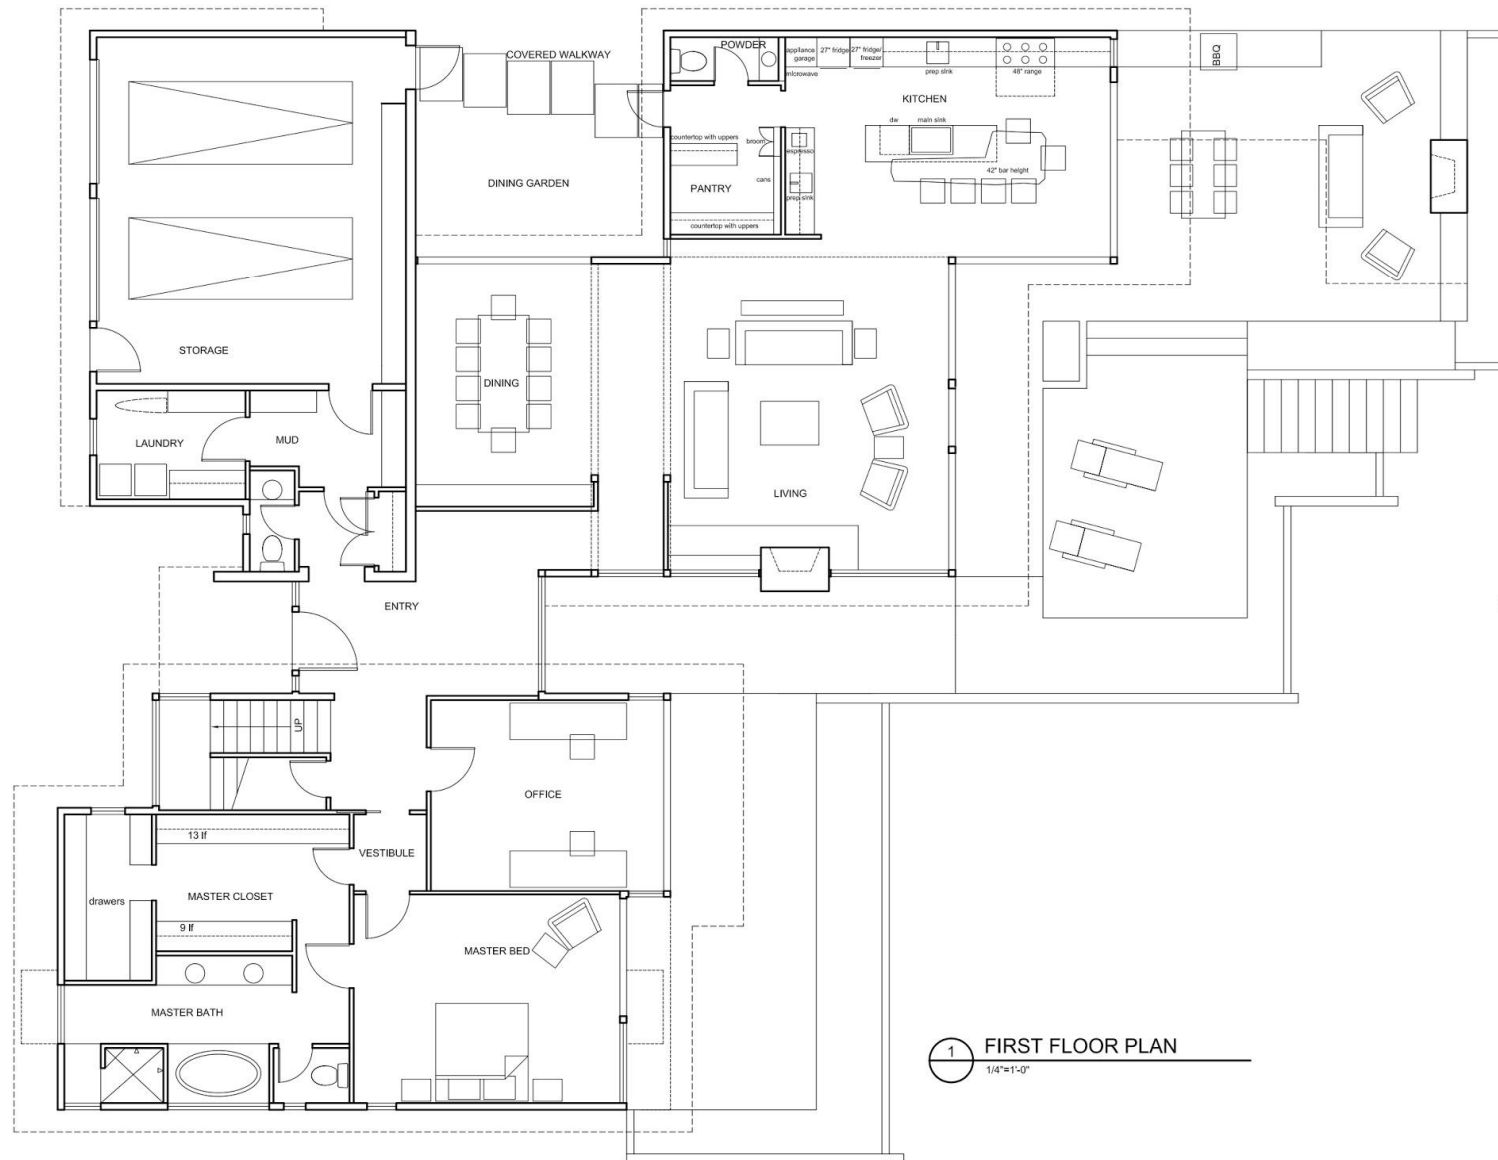 COVERED WALKWAY
POWDER
appliance
garage
27" fridge
27" fridge/
freezer
microwave
prep sink
48" range
BBQ
KITCHEN
dw
main sink
countertop with uppers
broom
espresso
DINING GARDEN
PANTRY
cans
42" bar height
prep sink
countertop with uppers
STORAGE
DINING
LAUNDRY
MUD
LIVING
ENTRY
UP
OFFICE
13 lf
VESTIBULE
MASTER CLOSET
drawers
9 lf
MASTER BED
MASTER BATH
1
FIRST FLOOR PLAN
1/4"=1'-0"